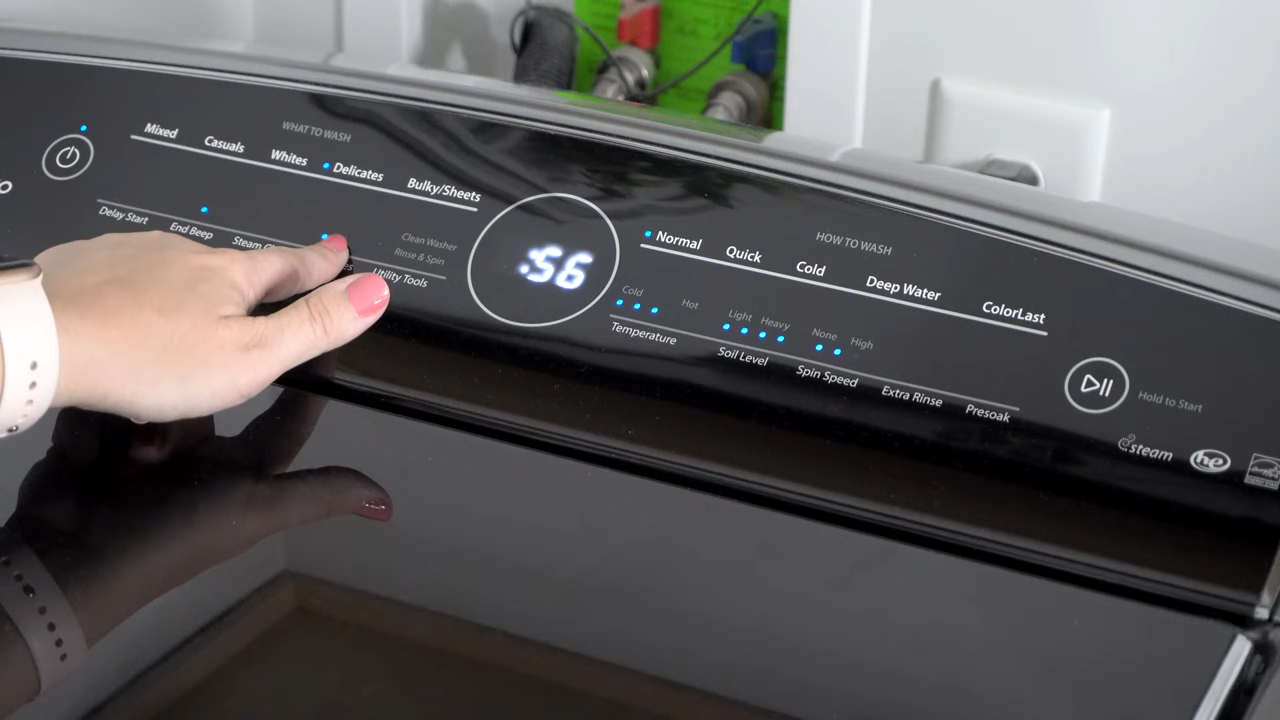 WHAT TO WASH
Mixed
Casuals
Whites
Delicates
Bulky/Sheets
Delay Start
End Beep
Steam
Clean Washer
Rinse & Spin
Utility Tools
:56
HOW TO WASH
Normal
Quick
Cold
Deep Water
ColorLast
Cold
Hot
Light
Heavy
None
High
Temperature
Soil Level
Spin Speed
Extra Rinse
Presoak
Hold to Start
steam
he